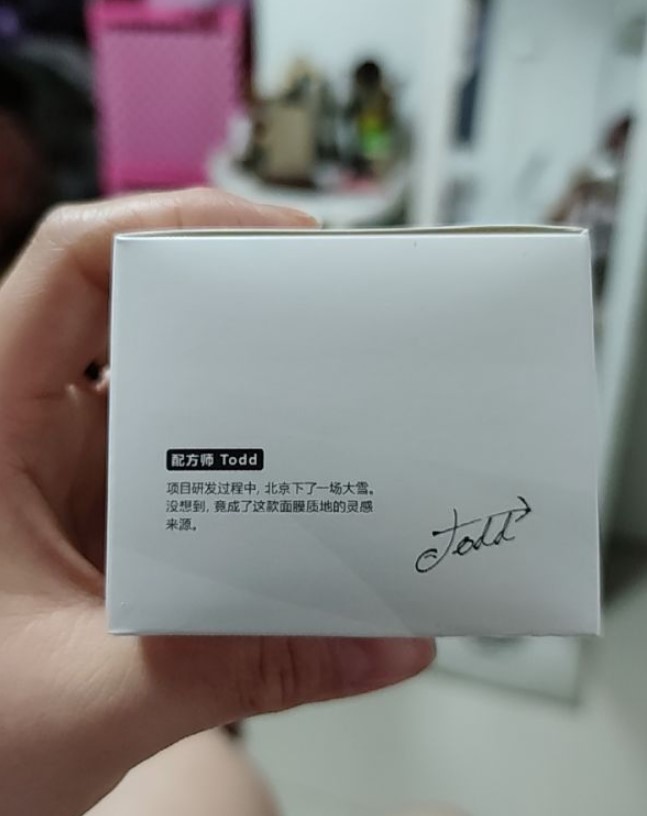 配方师 Todd
项目研发过程中, 北京下了一场大雪。
没想到, 竟成了这款面膜质地的灵感
来源。
Todd